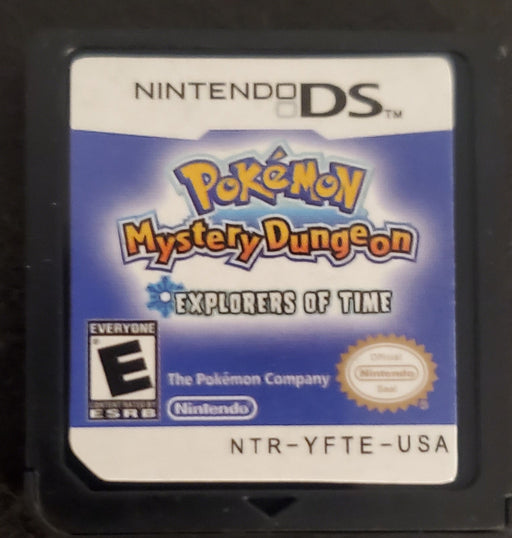 NINTENDO DS™
POKéMON
Mystery Dungeon
EXPLORERS OF TIME
EVERYONE
E
CONTENT RATED BY
ESRB
The Pokémon Company
Nintendo
Official
Nintendo
Seal
NTR-YFTE-USA